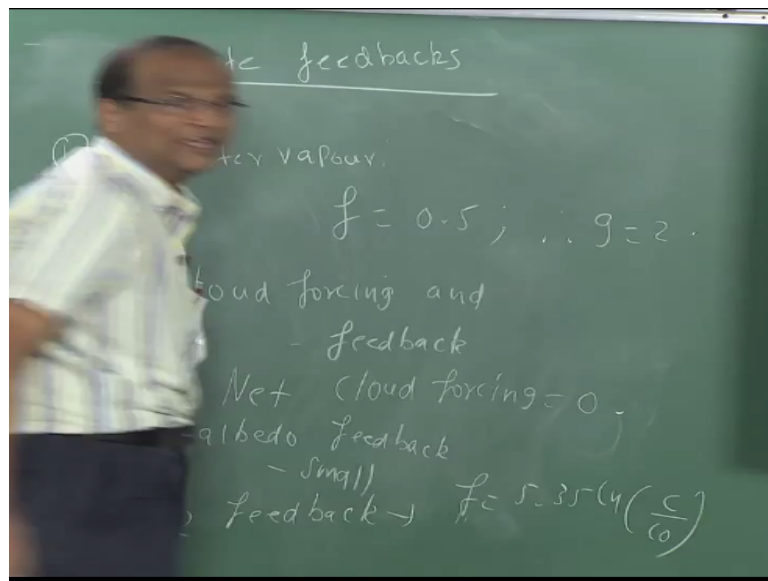 te feedbacks
ter vapour.
f = 0.5 ; ∴ g = 2 .
loud forcing and
- feedback
Net cloud forcing = 0
-albedo feedback
- small
feedback → f = 5.35 ln (C/C0)